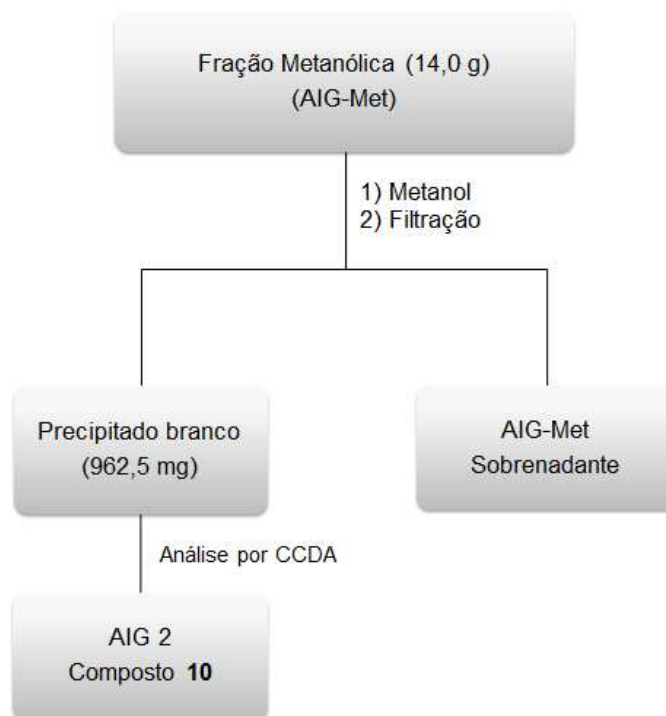 Fração Metanólica (14,0 g)
(AIG-Met)
1) Metanol
2) Filtração
Precipitado branco
(962,5 mg)
AIG-Met
Sobrenadante
Análise por CCDA
AIG 2
Composto 10